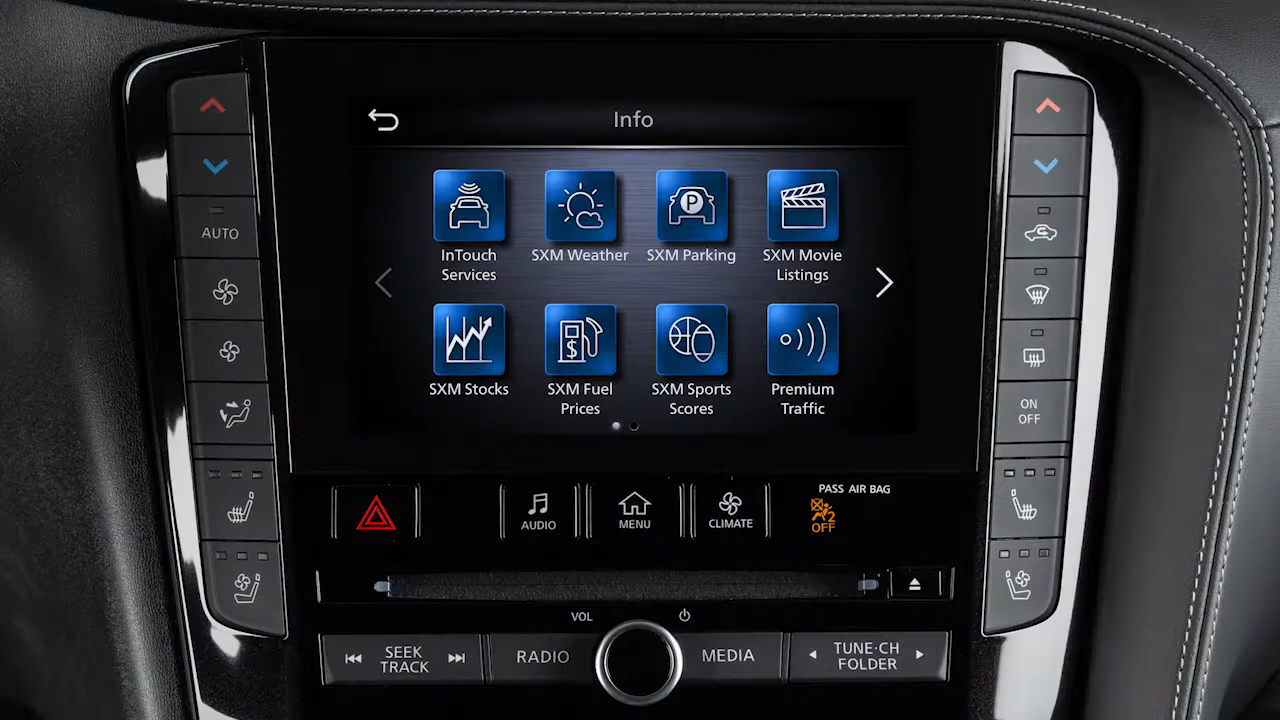 Info
InTouch
Services
SXM Weather
SXM Parking
SXM Movie
Listings
SXM Stocks
SXM Fuel
Prices
SXM Sports
Scores
Premium
Traffic
AUTO
ON
OFF
AUDIO
MENU
CLIMATE
PASS AIR BAG
2
OFF
VOL
SEEK
TRACK
RADIO
MEDIA
TUNE·CH
FOLDER
P
$